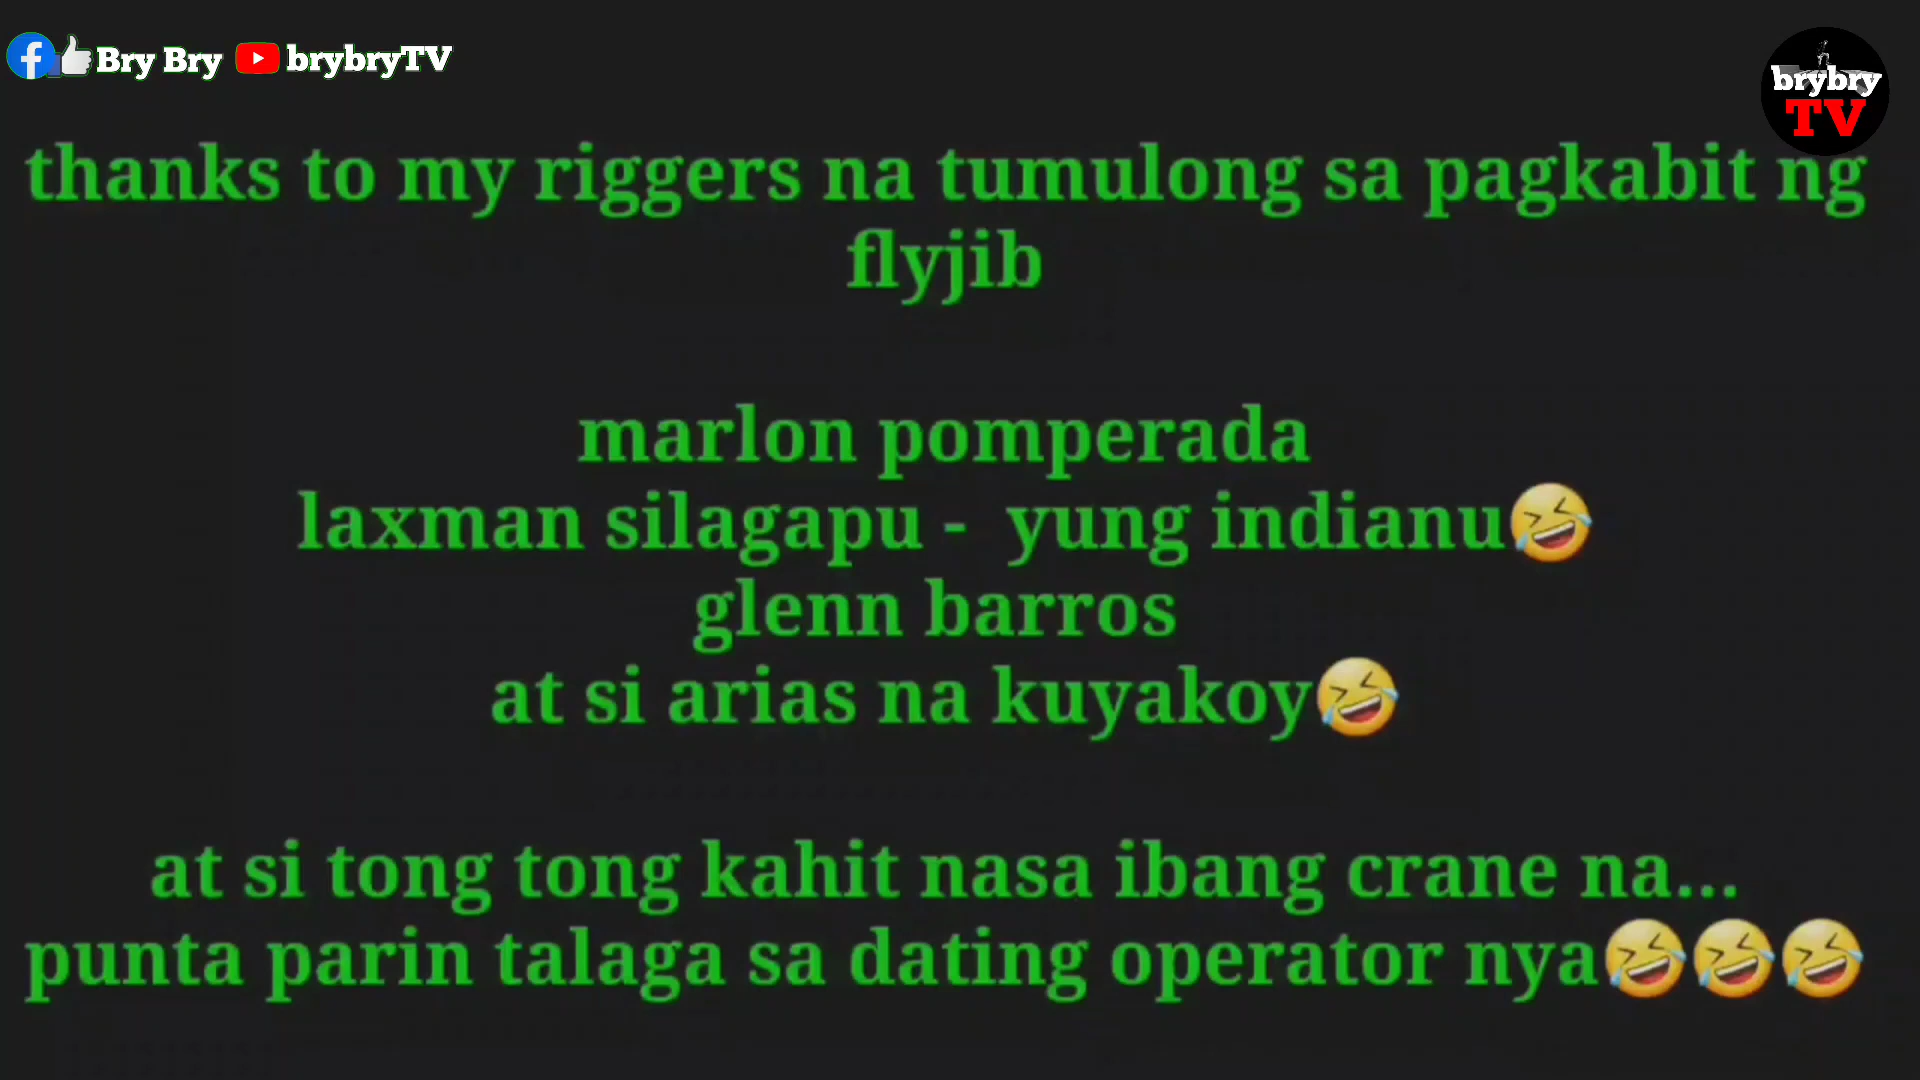 Bry Bry brybryTV
brybry
TV
thanks to my riggers na tumulong sa pagkabit ng
flyjib
marlon pomperada
laxman silagapu - yung indianu🤣
glenn barros
at si arias na kuyakoy🤣
at si tong tong kahit nasa ibang crane na...
punta parin talaga sa dating operator nya🤣🤣🤣